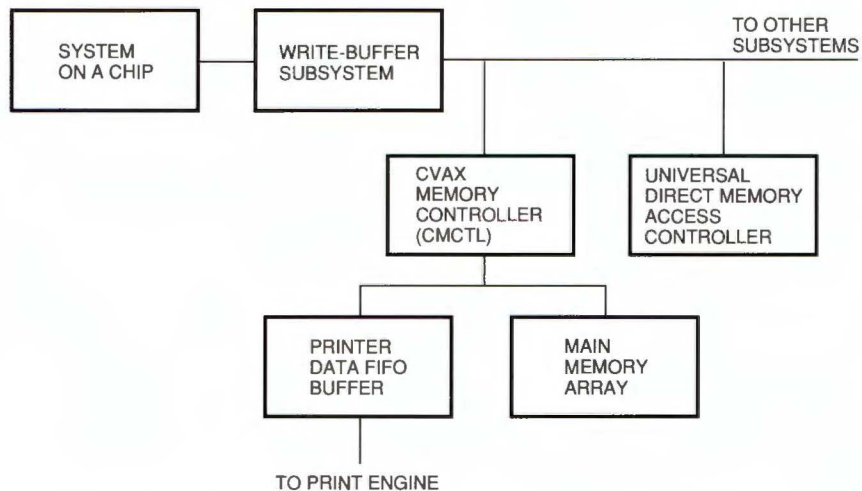 SYSTEM
ON A CHIP
WRITE-BUFFER
SUBSYSTEM
TO OTHER
SUBSYSTEMS
CVAX
MEMORY
CONTROLLER
(CMCTL)
UNIVERSAL
DIRECT MEMORY
ACCESS
CONTROLLER
PRINTER
DATA FIFO
BUFFER
MAIN
MEMORY
ARRAY
TO PRINT ENGINE